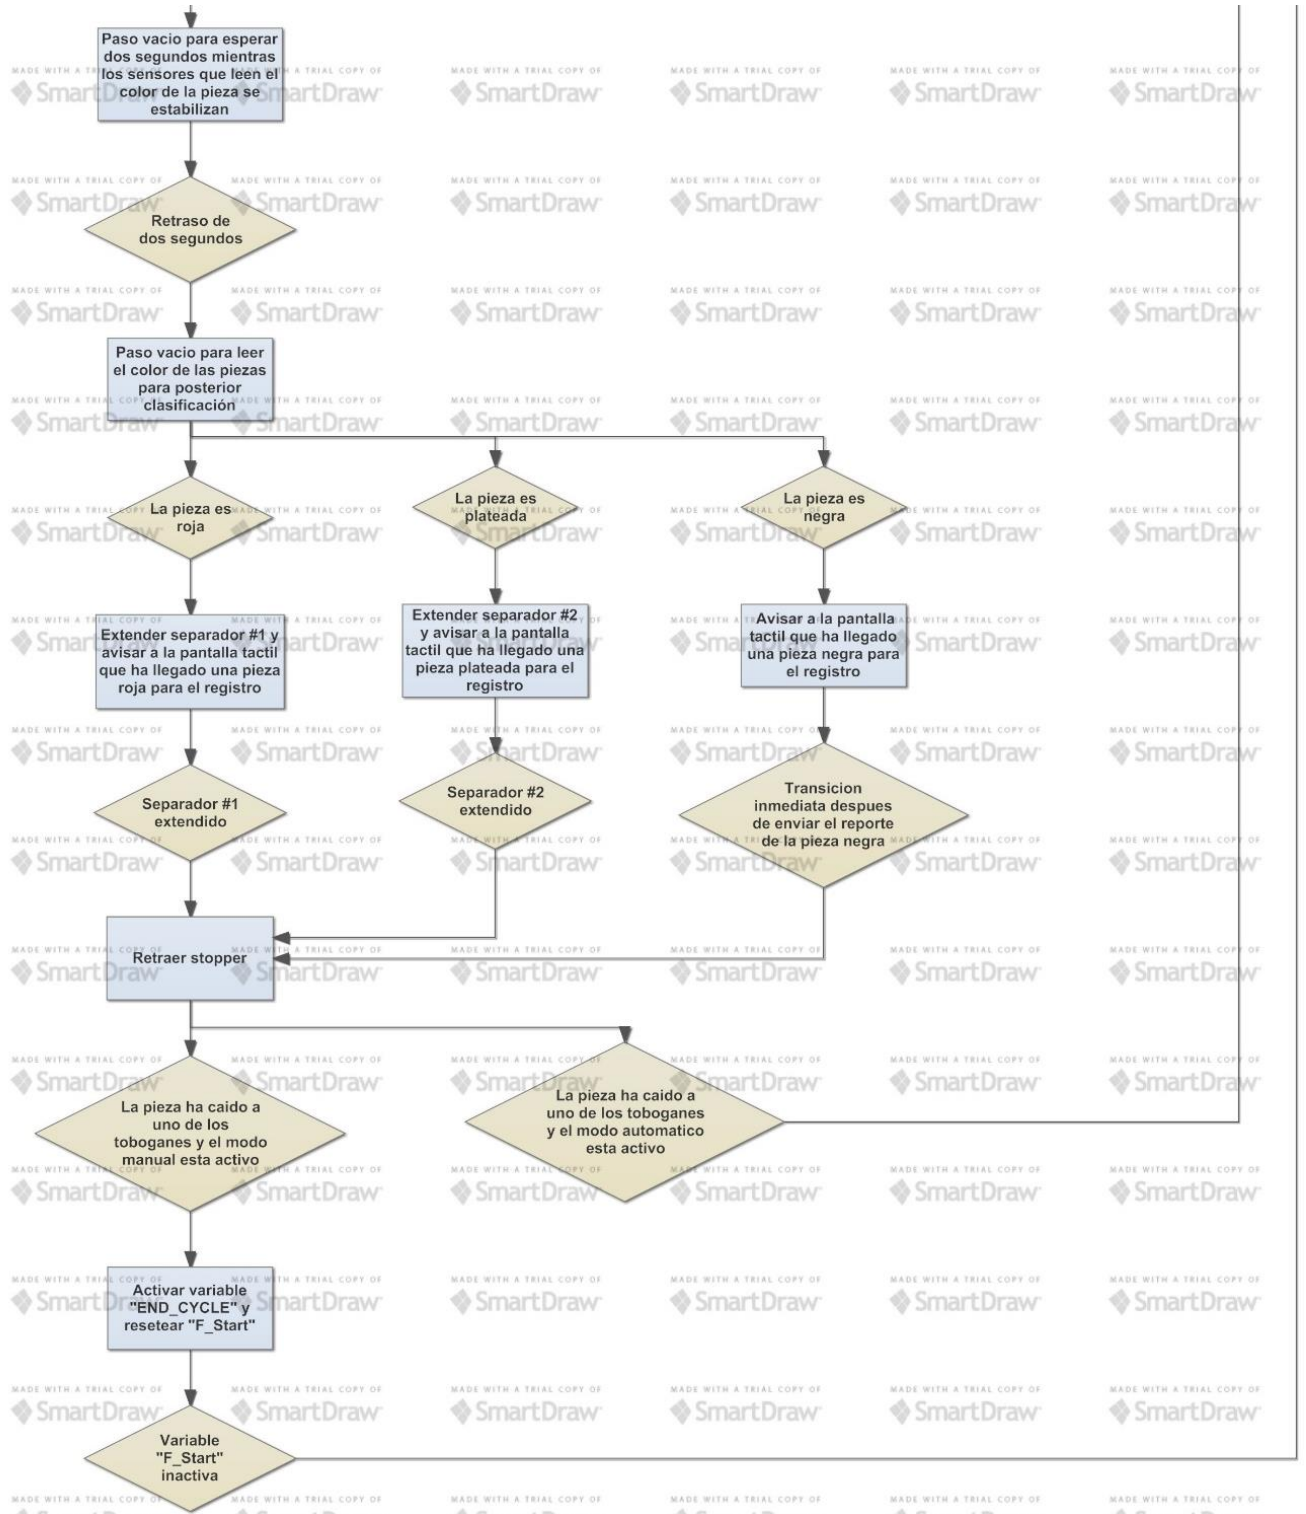 Paso vacio para esperar
dos segundos mientras
los sensores que leen el
color de la pieza se
estabilizan
Retraso de
dos segundos
Paso vacio para leer
el color de las piezas
para posterior
clasificación
La pieza es
roja
La pieza es
plateada
La pieza es
negra
Extender separador #1 y
avisar a la pantalla tactil
que ha llegado una pieza
roja para el registro
Extender separador #2
y avisar a la pantalla
tactil que ha llegado una
pieza plateada para el
registro
Avisar a la pantalla
tactil que ha llegado
una pieza negra para
el registro
Separador #1
extendido
Separador #2
extendido
Transicion
inmediata despues
de enviar el reporte
de la pieza negra
Retraer stopper
La pieza ha caido a
uno de los
toboganes y el modo
manual esta activo
La pieza ha caido a
uno de los toboganes
y el modo automatico
esta activo
Activar variable
"END_CYCLE" y
resetear "F_Start"
Variable
"F_Start"
inactiva
MADE WITH A TRIAL COPY OF
SmartDraw